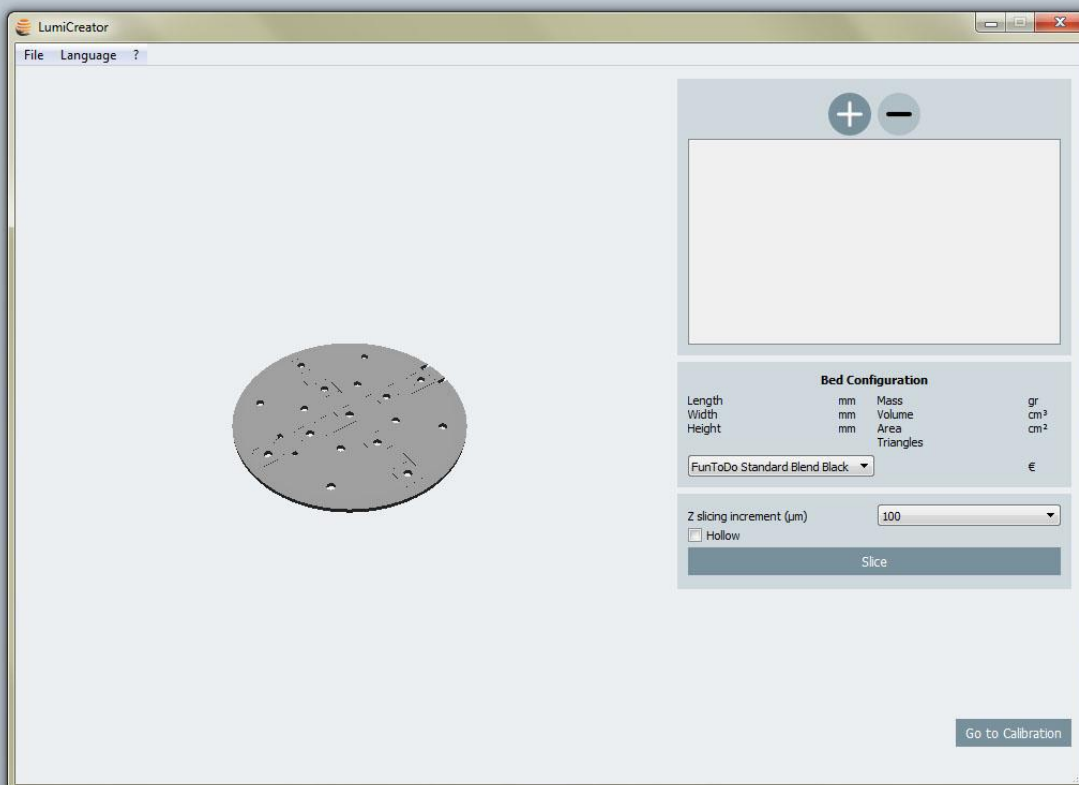 LumiCreator
File Language ?
Bed Configuration
Length mm Mass gr
Width mm Volume cm³
Height mm Area cm²
Triangles
FunToDo Standard Blend Black €
Z slicing increment (µm) 100
Hollow
Slice
Go to Calibration